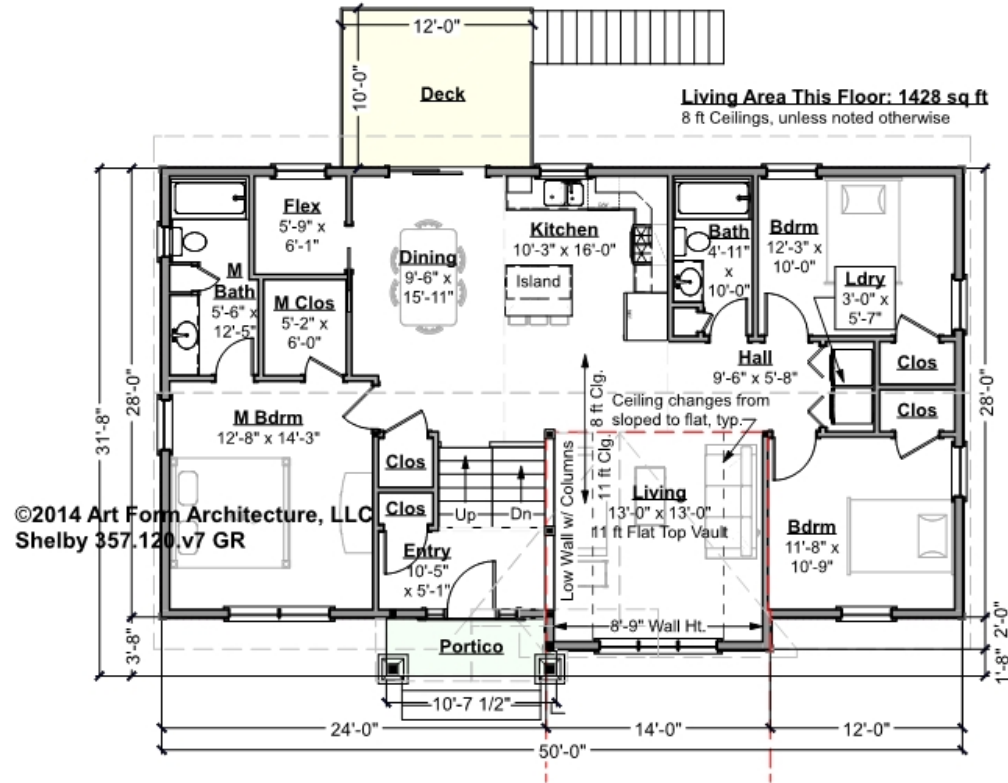 12'-0"
10'-0"
Deck
Living Area This Floor: 1428 sq ft
8 ft Ceilings, unless noted otherwise
Flex
5'-9" x
6'-1"
M
Bath
5'-6" x
12'-5"
M Clos
5'-2" x
6'-0"
Dining
9'-6" x
15'-11"
Kitchen
10'-3" x 16'-0"
Island
Bath
4'-11"
x
10'-0"
Bdrm
12'-3" x
10'-0"
Ldry
3'-0" x
5'-7"
Clos
Clos
Hall
9'-6" x 5'-8"
Ceiling changes from
sloped to flat, typ.
8 ft Clg.
11 ft Clg.
M Bdrm
12'-8" x 14'-3"
Clos
Clos
Up
Dn
Low Wall w/ Columns
Living
13'-0" x 13'-0"
11 ft Flat Top Vault
8'-9" Wall Ht.
Bdrm
11'-8" x
10'-9"
Entry
10'-5"
x 5'-1"
Portico
©2014 Art Form Architecture, LLC
Shelby 357.120.v7 GR
31'-8"
28'-0"
3'-8"
28'-0"
2'-0"
1'-8"
10'-7 1/2"
24'-0"
14'-0"
12'-0"
50'-0"